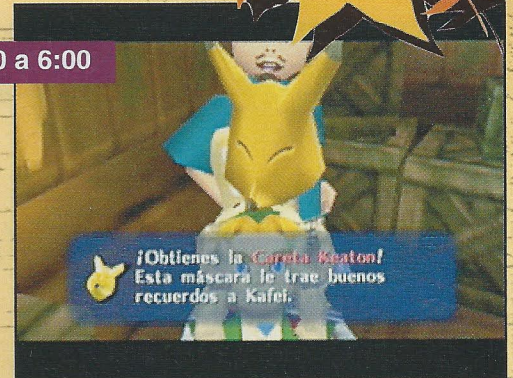 0 a 6:00
¡Obtienes la Careta Keaton!
Esta máscara le trae buenos
recuerdos a Kafei.